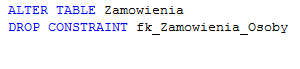 ALTER TABLE Zamowienia
DROP CONSTRAINT fk_Zamowienia_Osoby